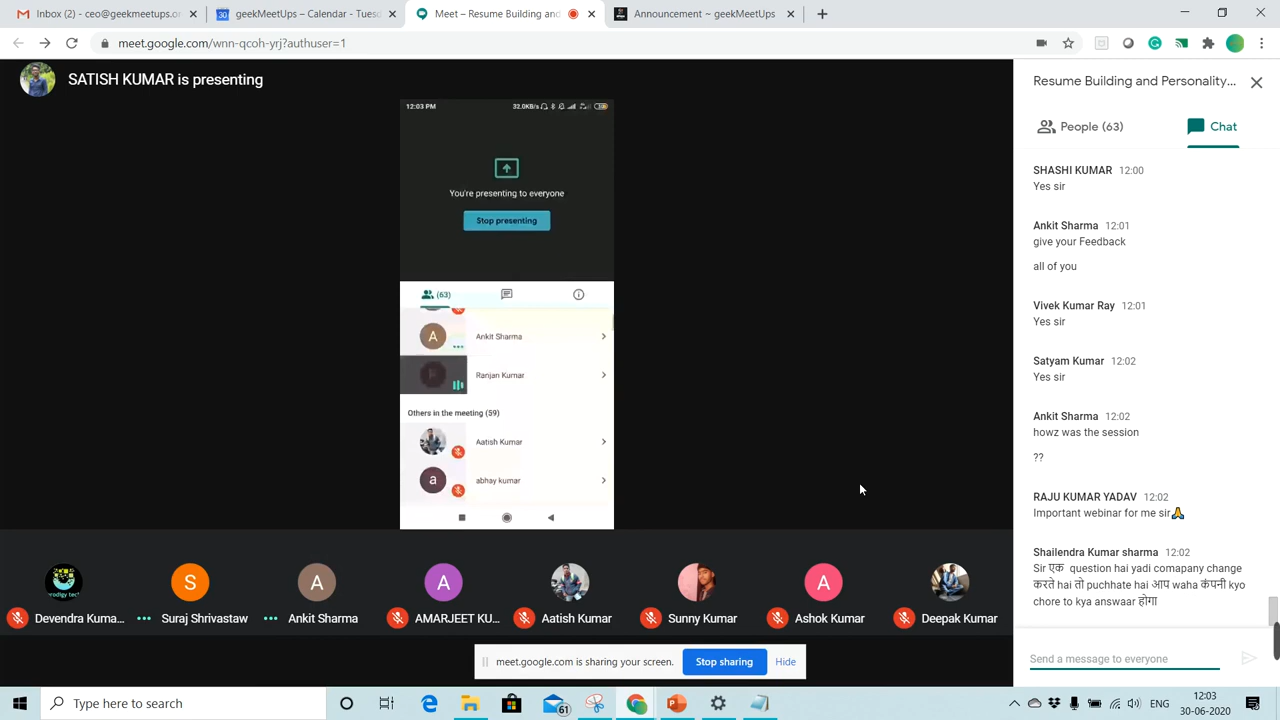 Inbox (302) - ceo@geekmeetups.or
geekMeetUps - Calendar - Tuesd
Meet – Resume Building and
Announcement – geekMeetUps
meet.google.com/wnn-qcoh-yrj?authuser=1
SATISH KUMAR is presenting
12:03 PM
32.0KB/s
You're presenting to everyone
Stop presenting
(63)
Ankit Sharma
Ranjan Kumar
Others in the meeting (59)
Aatish Kumar
a
abhay kumar
A
Devendra Kuma...
S
Suraj Shrivastaw
A
Ankit Sharma
A
AMARJEET KU...
Aatish Kumar
Sunny Kumar
A
Ashok Kumar
Deepak Kumar
meet.google.com is sharing your screen.
Stop sharing
Hide
Resume Building and Personality...
People (63)
Chat
SHASHI KUMAR 12:00
Yes sir
Ankit Sharma 12:01
give your Feedback
all of you
Vivek Kumar Ray 12:01
Yes sir
Satyam Kumar 12:02
Yes sir
Ankit Sharma 12:02
howz was the session
??
RAJU KUMAR YADAV 12:02
Important webinar for me sir🙏
Shailendra Kumar sharma 12:02
Sir एक question hai yadi comapany change
करते hai तो puchhate hai आप waha कंपनी kyo
chore to kya answaar होगा
Send a message to everyone
Type here to search
61
ENG
12:03
30-06-2020